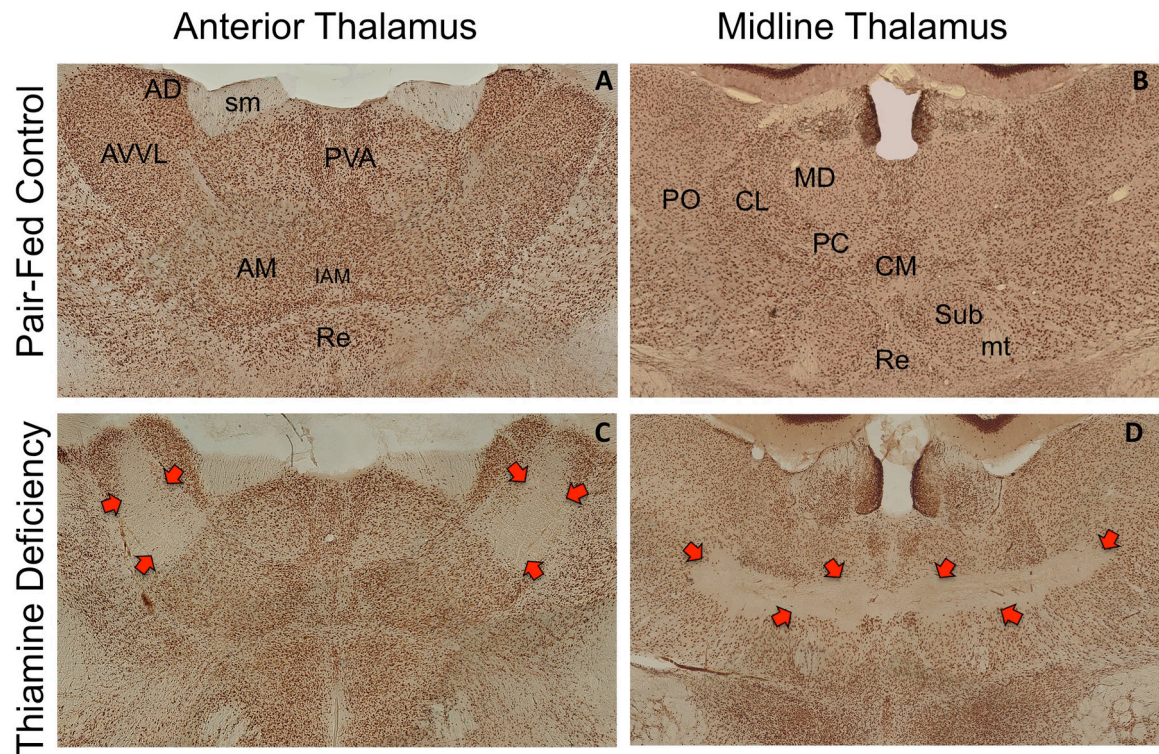 Anterior Thalamus
Midline Thalamus
Pair-Fed Control
A
AD
sm
AVVL
PVA
AM
IAM
Re
B
MD
PO
CL
PC
CM
Sub
mt
Re
Thiamine Deficiency
C
D